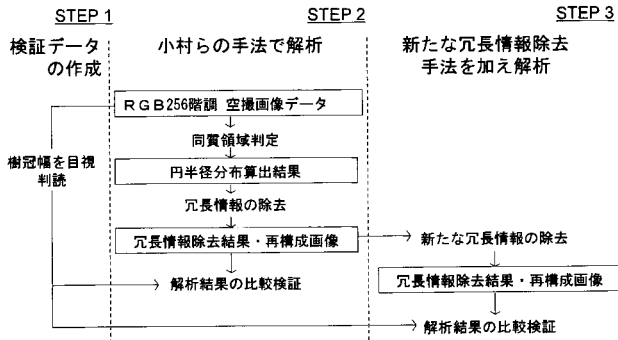 STEP 1
検証データ
の作成
樹冠幅を目視
判読
STEP 2
小村らの手法で解析
RGB256階調 空撮画像データ
同質領域判定
円半径分布算出結果
冗長情報の除去
冗長情報除去結果・再構成画像
解析結果の比較検証
STEP 3
新たな冗長情報除去
手法を加え解析
新たな冗長情報の除去
冗長情報除去結果・再構成画像
解析結果の比較検証